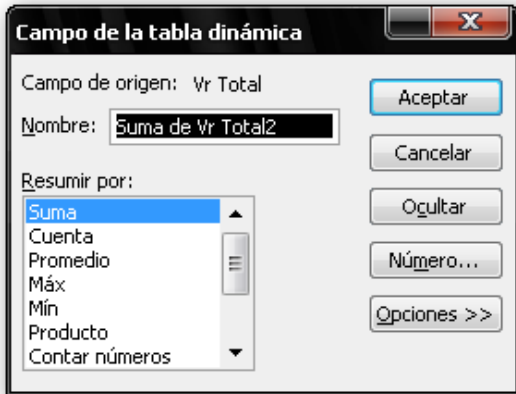 Campo de la tabla dinámica
Campo de origen: Vr Total
Nombre: Suma de Vr Total2
Resumir por:
Suma
Cuenta
Promedio
Máx
Mín
Producto
Contar números
Aceptar
Cancelar
Ocultar
Número...
Opciones >>